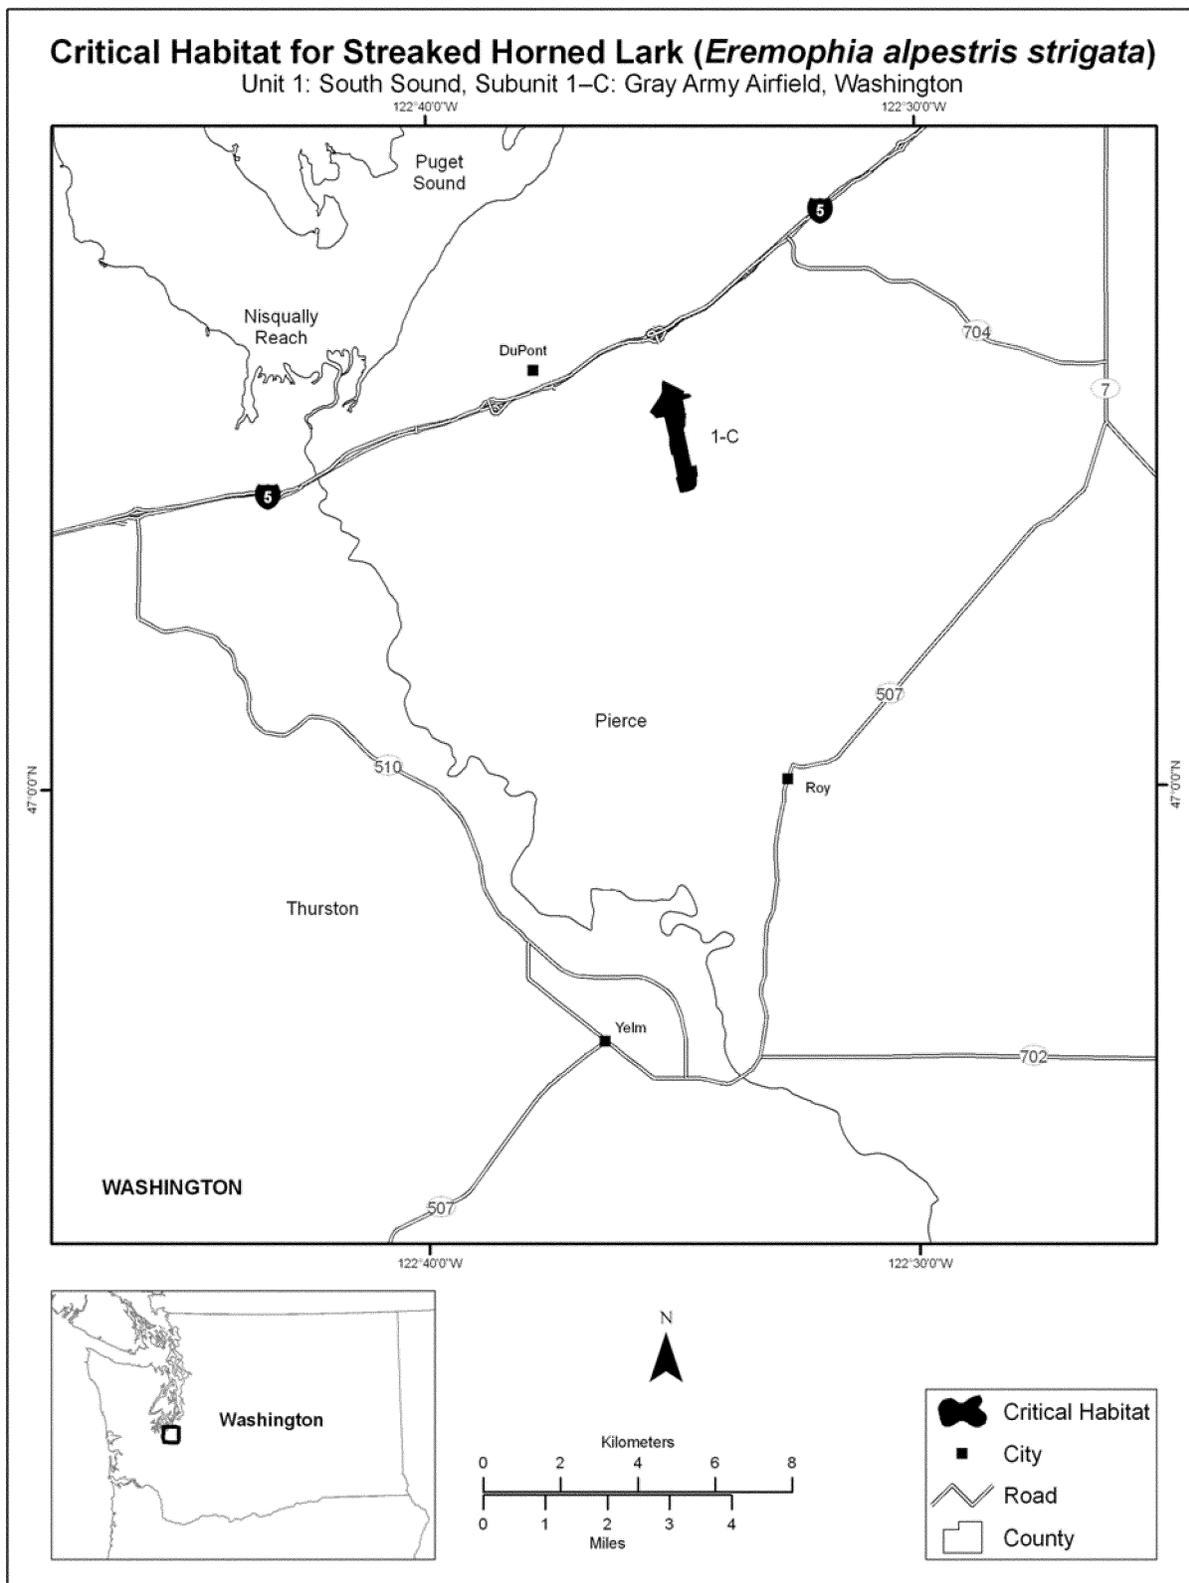 Critical Habitat for Streaked Horned Lark (Eremophia alpestris strigata)
Unit 1: South Sound, Subunit 1–C: Gray Army Airfield, Washington
122°40'0"W
122°30'0"W
Puget
Sound
5
Nisqually
Reach
704
DuPont
7
1-C
5
507
Pierce
510
47°0'0"N
47°0'0"N
Roy
Thurston
Yelm
702
WASHINGTON
507
122°40'0"W
122°30'0"W
N
Washington
Kilometers
0 2 4 6 8
0 1 2 3 4
Miles
Critical Habitat
City
Road
County